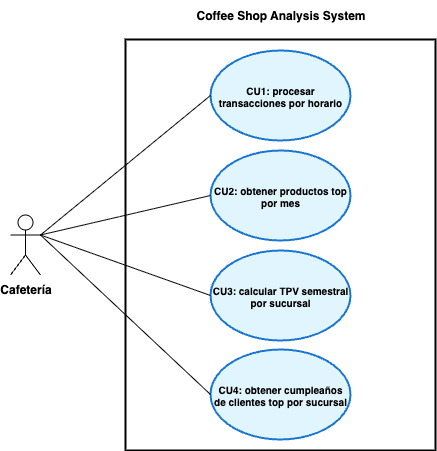 Coffee Shop Analysis System
CU1: procesar
transacciones por horario
CU2: obtener productos top
por mes
Cafetería
CU3: calcular TPV semestral
por sucursal
CU4: obtener cumpleaños
de clientes top por sucursal